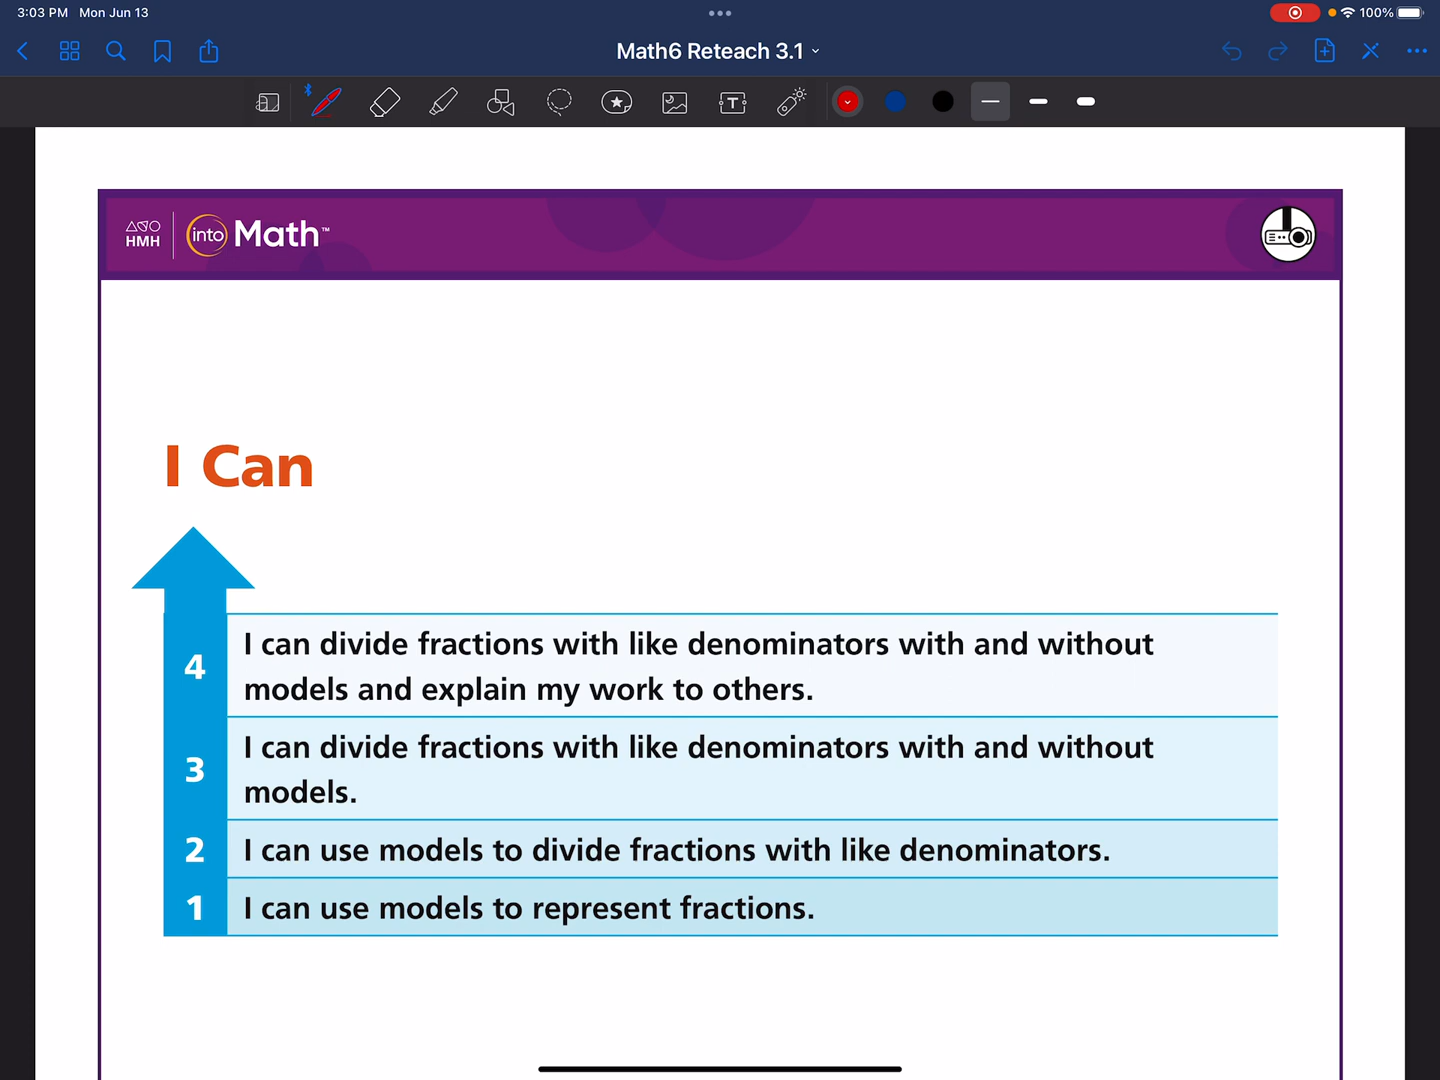 3:03 PM Mon Jun 13
100%
Math6 Reteach 3.1
T
HMH
into Math™
I Can
4
I can divide fractions with like denominators with and without
models and explain my work to others.
3
I can divide fractions with like denominators with and without
models.
2
I can use models to divide fractions with like denominators.
1
I can use models to represent fractions.